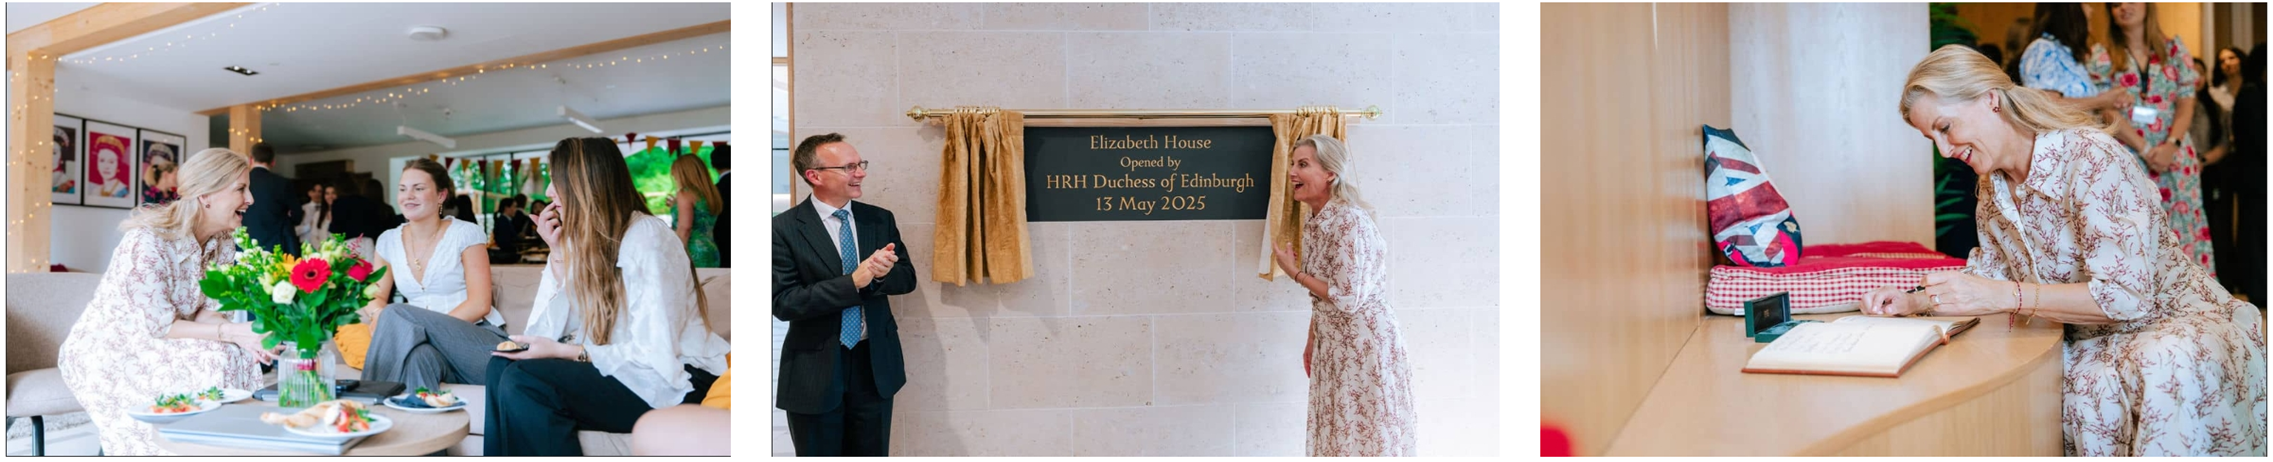 Elizabeth House
Opened by
HRH Duchess of Edinburgh
13 May 2025